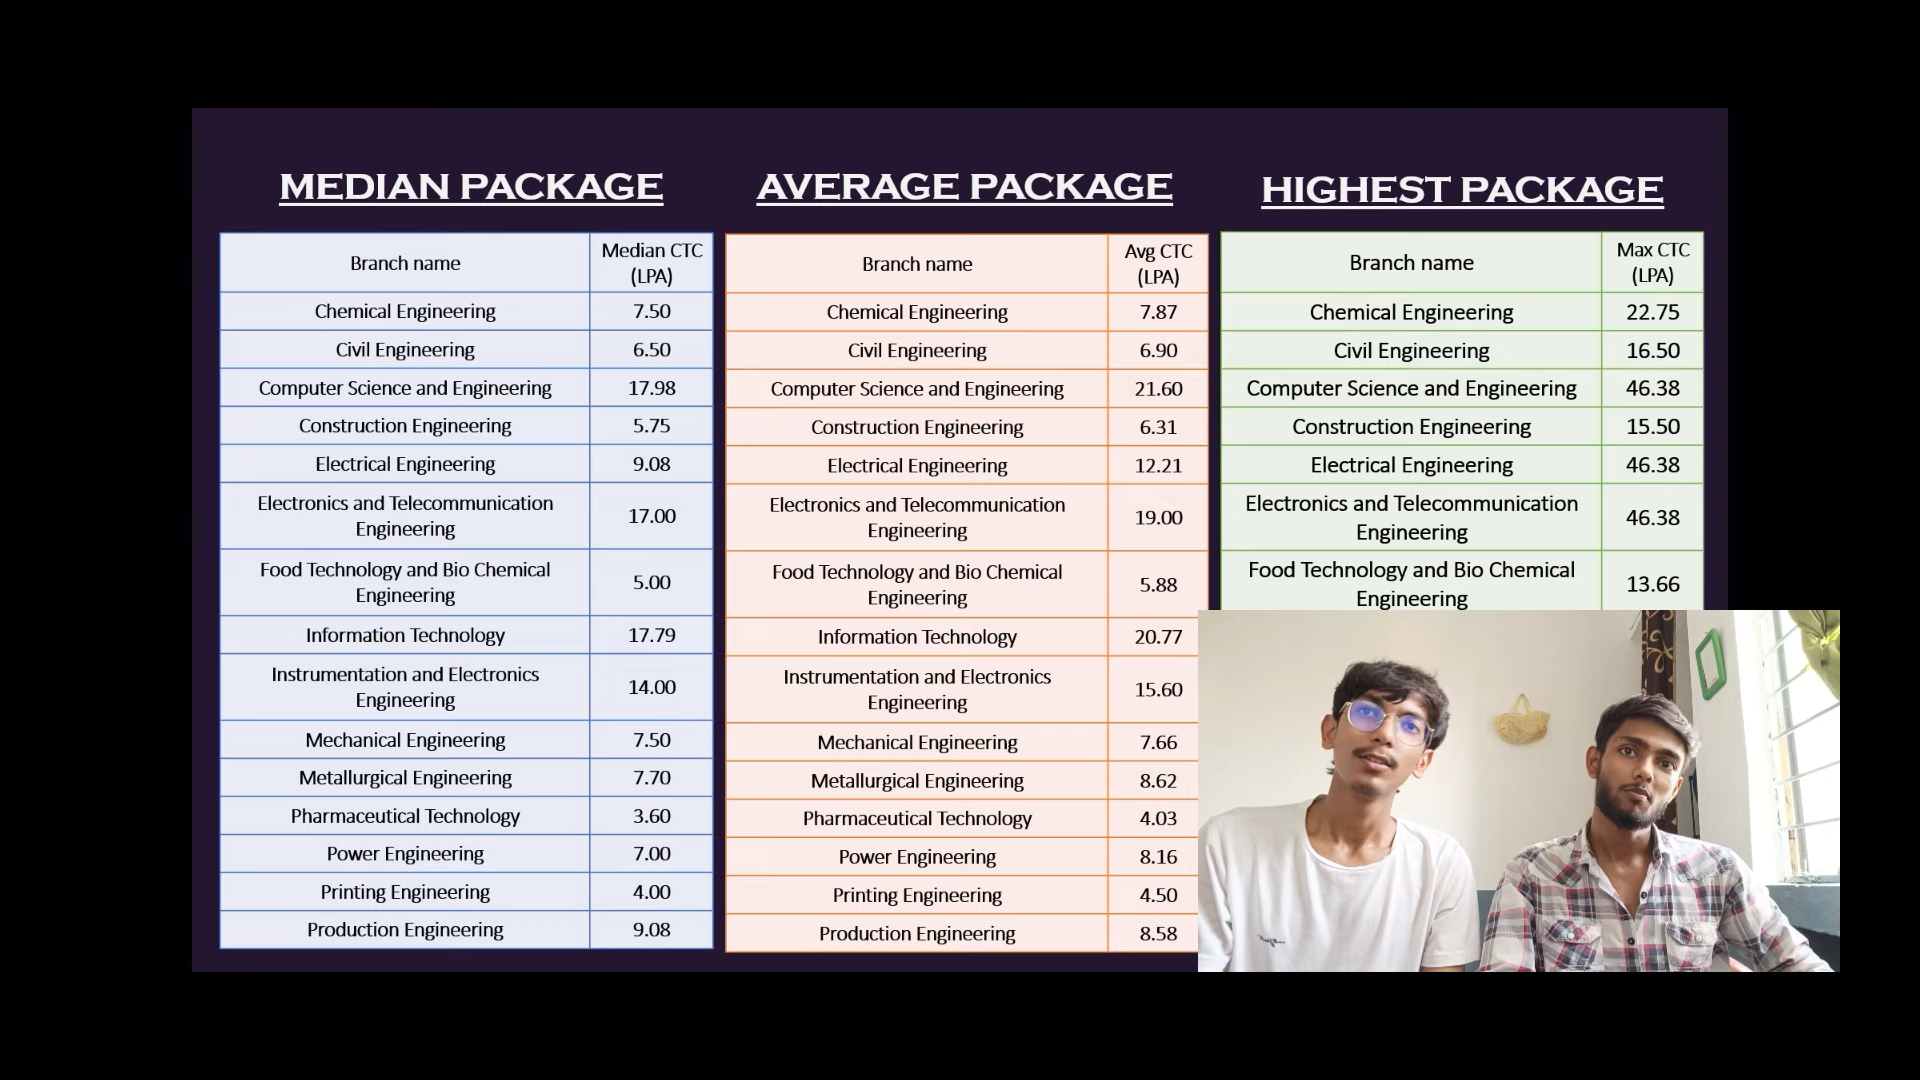 MEDIAN PACKAGE
Branch name
Median CTC
(LPA)
Chemical Engineering 7.50
Civil Engineering 6.50
Computer Science and Engineering 17.98
Construction Engineering 5.75
Electrical Engineering 9.08
Electronics and Telecommunication
Engineering
17.00
Food Technology and Bio Chemical
Engineering
5.00
Information Technology 17.79
Instrumentation and Electronics
Engineering
14.00
Mechanical Engineering 7.50
Metallurgical Engineering 7.70
Pharmaceutical Technology 3.60
Power Engineering 7.00
Printing Engineering 4.00
Production Engineering 9.08
AVERAGE PACKAGE
Branch name
Avg CTC
(LPA)
Chemical Engineering 7.87
Civil Engineering 6.90
Computer Science and Engineering 21.60
Construction Engineering 6.31
Electrical Engineering 12.21
Electronics and Telecommunication
Engineering
19.00
Food Technology and Bio Chemical
Engineering
5.88
Information Technology 20.77
Instrumentation and Electronics
Engineering
15.60
Mechanical Engineering 7.66
Metallurgical Engineering 8.62
Pharmaceutical Technology 4.03
Power Engineering 8.16
Printing Engineering 4.50
Production Engineering 8.58
HIGHEST PACKAGE
Branch name
Max CTC
(LPA)
Chemical Engineering 22.75
Civil Engineering 16.50
Computer Science and Engineering 46.38
Construction Engineering 15.50
Electrical Engineering 46.38
Electronics and Telecommunication
Engineering
46.38
Food Technology and Bio Chemical
Engineering
13.66